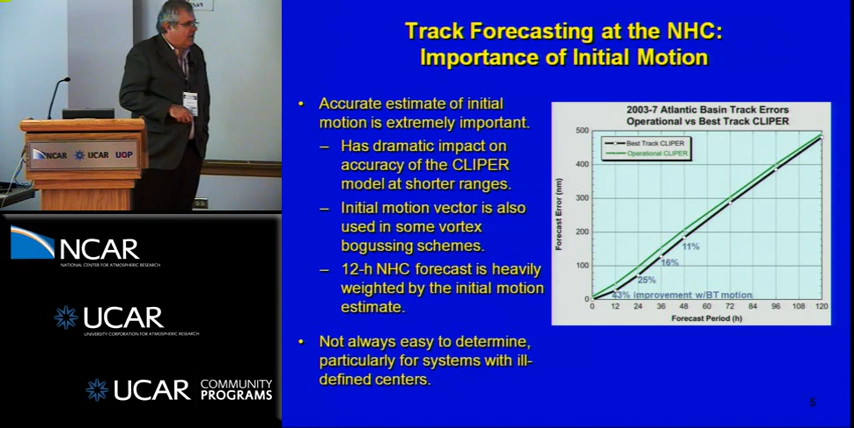 NCAR UCAR UOP
NCAR
NATIONAL CENTER FOR ATMOSPHERIC RESEARCH
UCAR
UNIVERSITY CORPORATION FOR ATMOSPHERIC RESEARCH
UCAR COMMUNITY
PROGRAMS
Track Forecasting at the NHC:
Importance of Initial Motion
• Accurate estimate of initial
motion is extremely important.
– Has dramatic impact on
accuracy of the CLIPER
model at shorter ranges.
– Initial motion vector is also
used in some vortex
bogussing schemes.
– 12-h NHC forecast is heavily
weighted by the initial motion
estimate.
• Not always easy to determine,
particularly for systems with ill-
defined centers.
2003-7 Atlantic Basin Track Errors
Operational vs Best Track CLIPER
Best Track CLIPER
Operational CLIPER
Forecast Error (nm)
500
400
300
200
100
0
11%
16%
25%
43% improvement w/BT motion
0 12 24 36 48 60 72 84 96 108 120
Forecast Period (h)
5